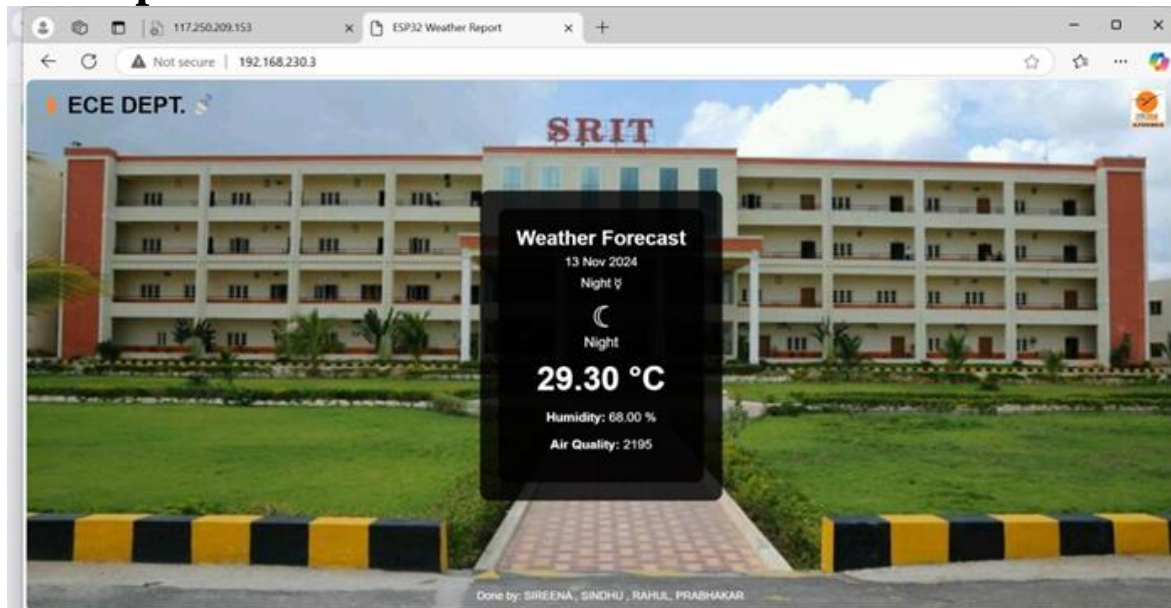 117.250.209.153
ESP32 Weather Report
Not secure | 192.168.230.3
ECE DEPT.
SRIT
Weather Forecast
13 Nov 2024
Night
Night
29.30 °C
Humidity: 68.00 %
Air Quality: 2195
Done by: SIREENA , SINDHU , RAHUL, PRABHAKAR